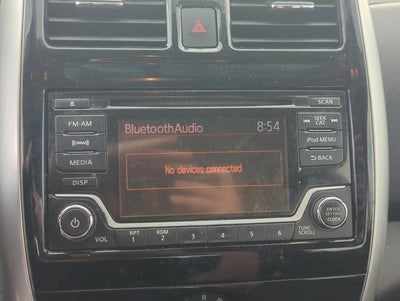 SCAN
FM·AM
BluetoothAudio 8:54
SEEK
CAT
iPod MENU
MEDIA
No devices connected
BACK
DISP
VOL
RPT
1
RDM
2
3
4
5
6
TUNE
SCROLL
ENTER
SETTING
CLOCK